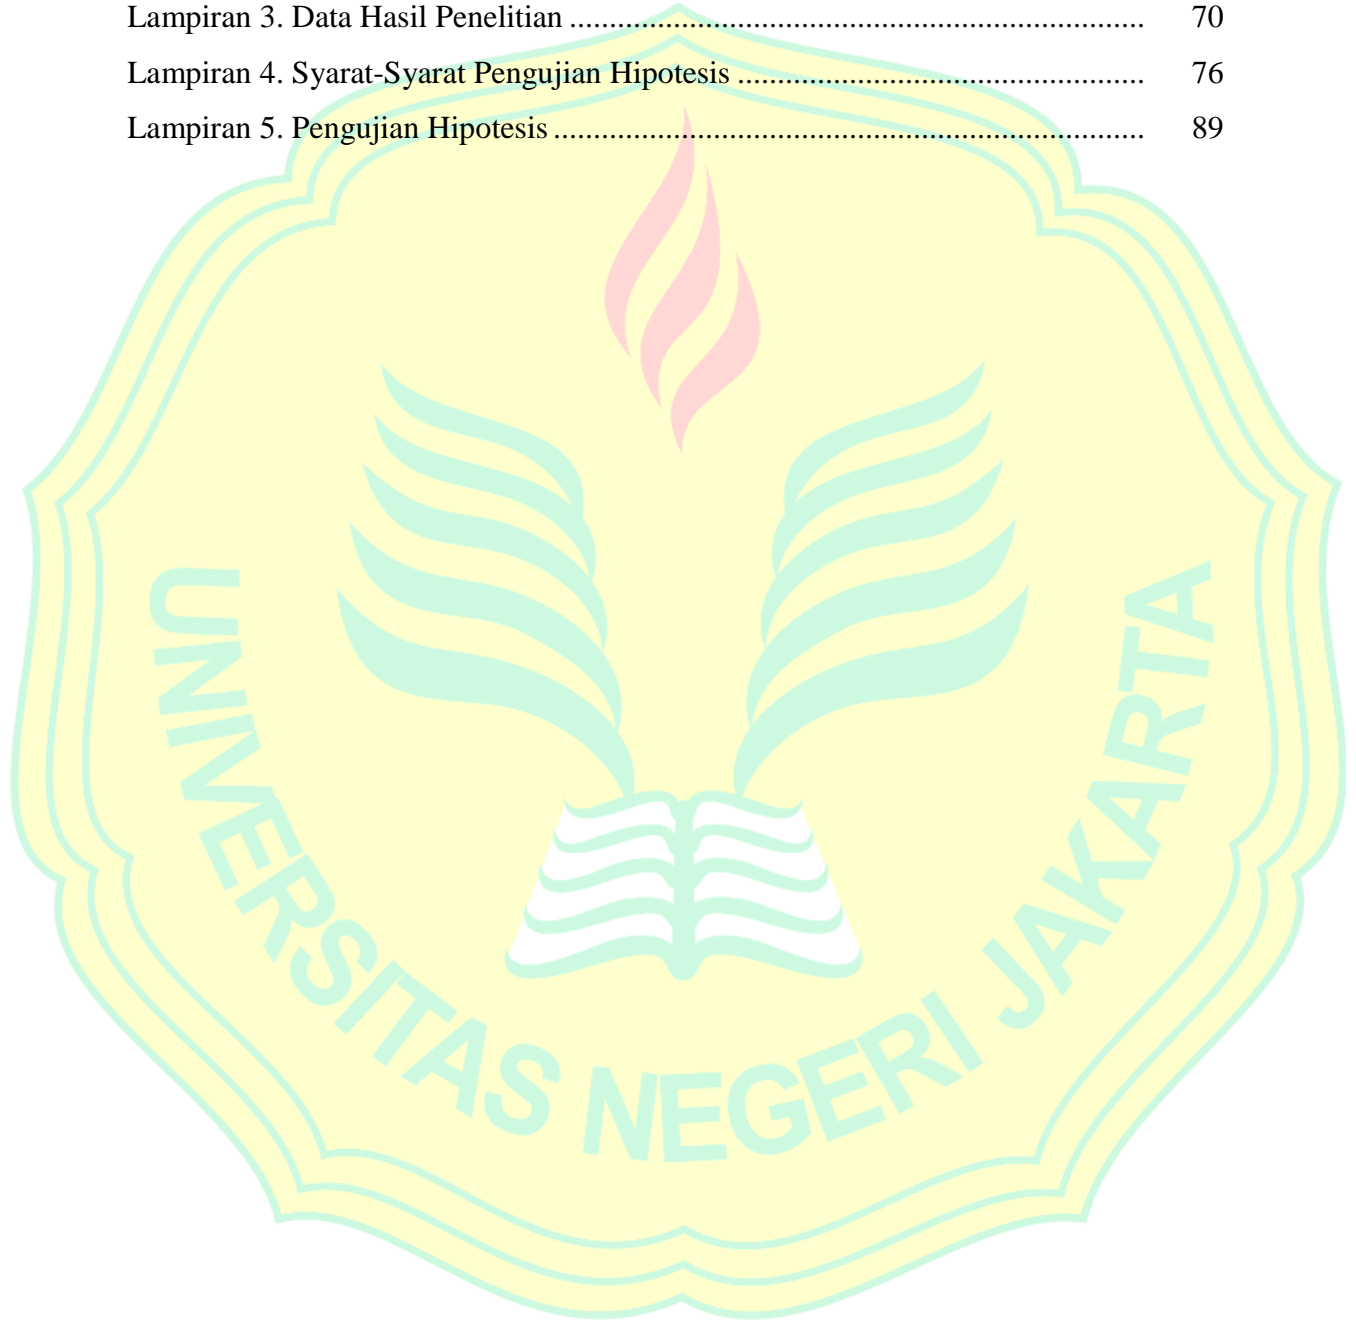 Lampiran 3. Data Hasil Penelitian ........................................................................ 70
Lampiran 4. Syarat-Syarat Pengujian Hipotesis ................................................... 76
Lampiran 5. Pengujian Hipotesis .......................................................................... 89
UNIVERSITAS NEGERI JAKARTA